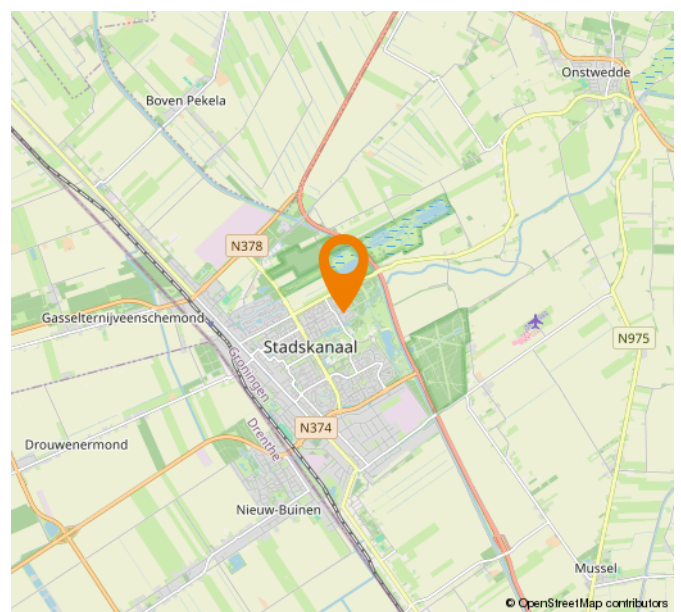 Onstwedde
Boven Pekela
N378
Gasselternijveenschemond
N975
Stadskanaal
Groningen
Drenthe
N374
Drouwenermond
Nieuw-Buinen
Mussel
© OpenStreetMap contributors